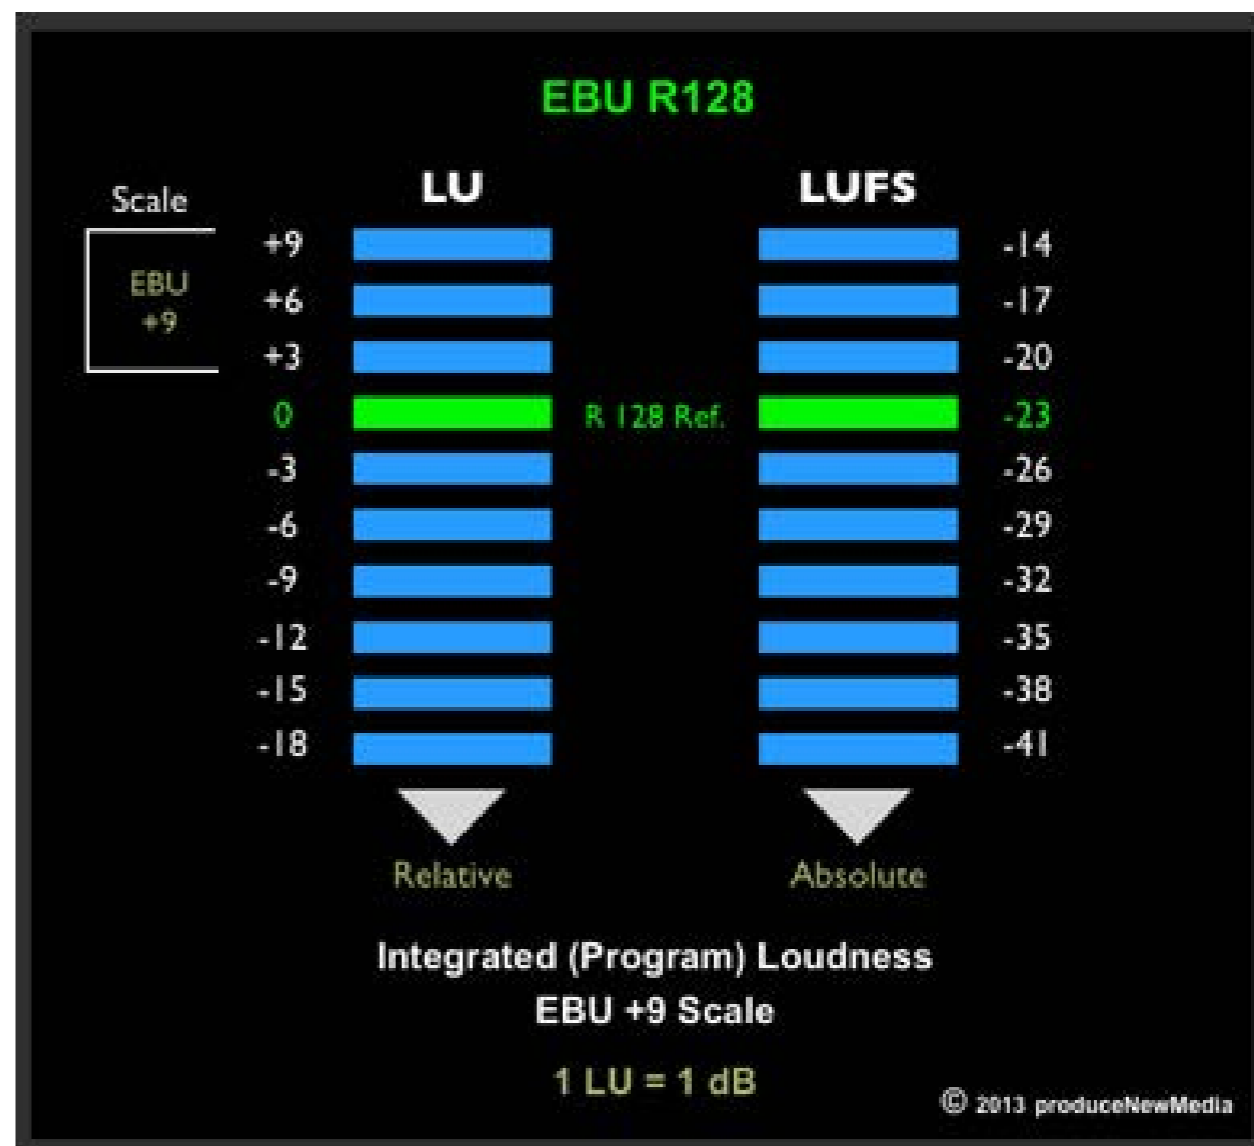 EBU R128
LU LUFS
Scale
+9 -14
EBU
+6 -17
+9
+3 -20
0 R 128 Ref. -23
-3 -26
-6 -29
-9 -32
-12 -35
-15 -38
-18 -41
Relative Absolute
Integrated (Program) Loudness
EBU +9 Scale
1 LU = 1 dB
© 2013 produceNewMedia